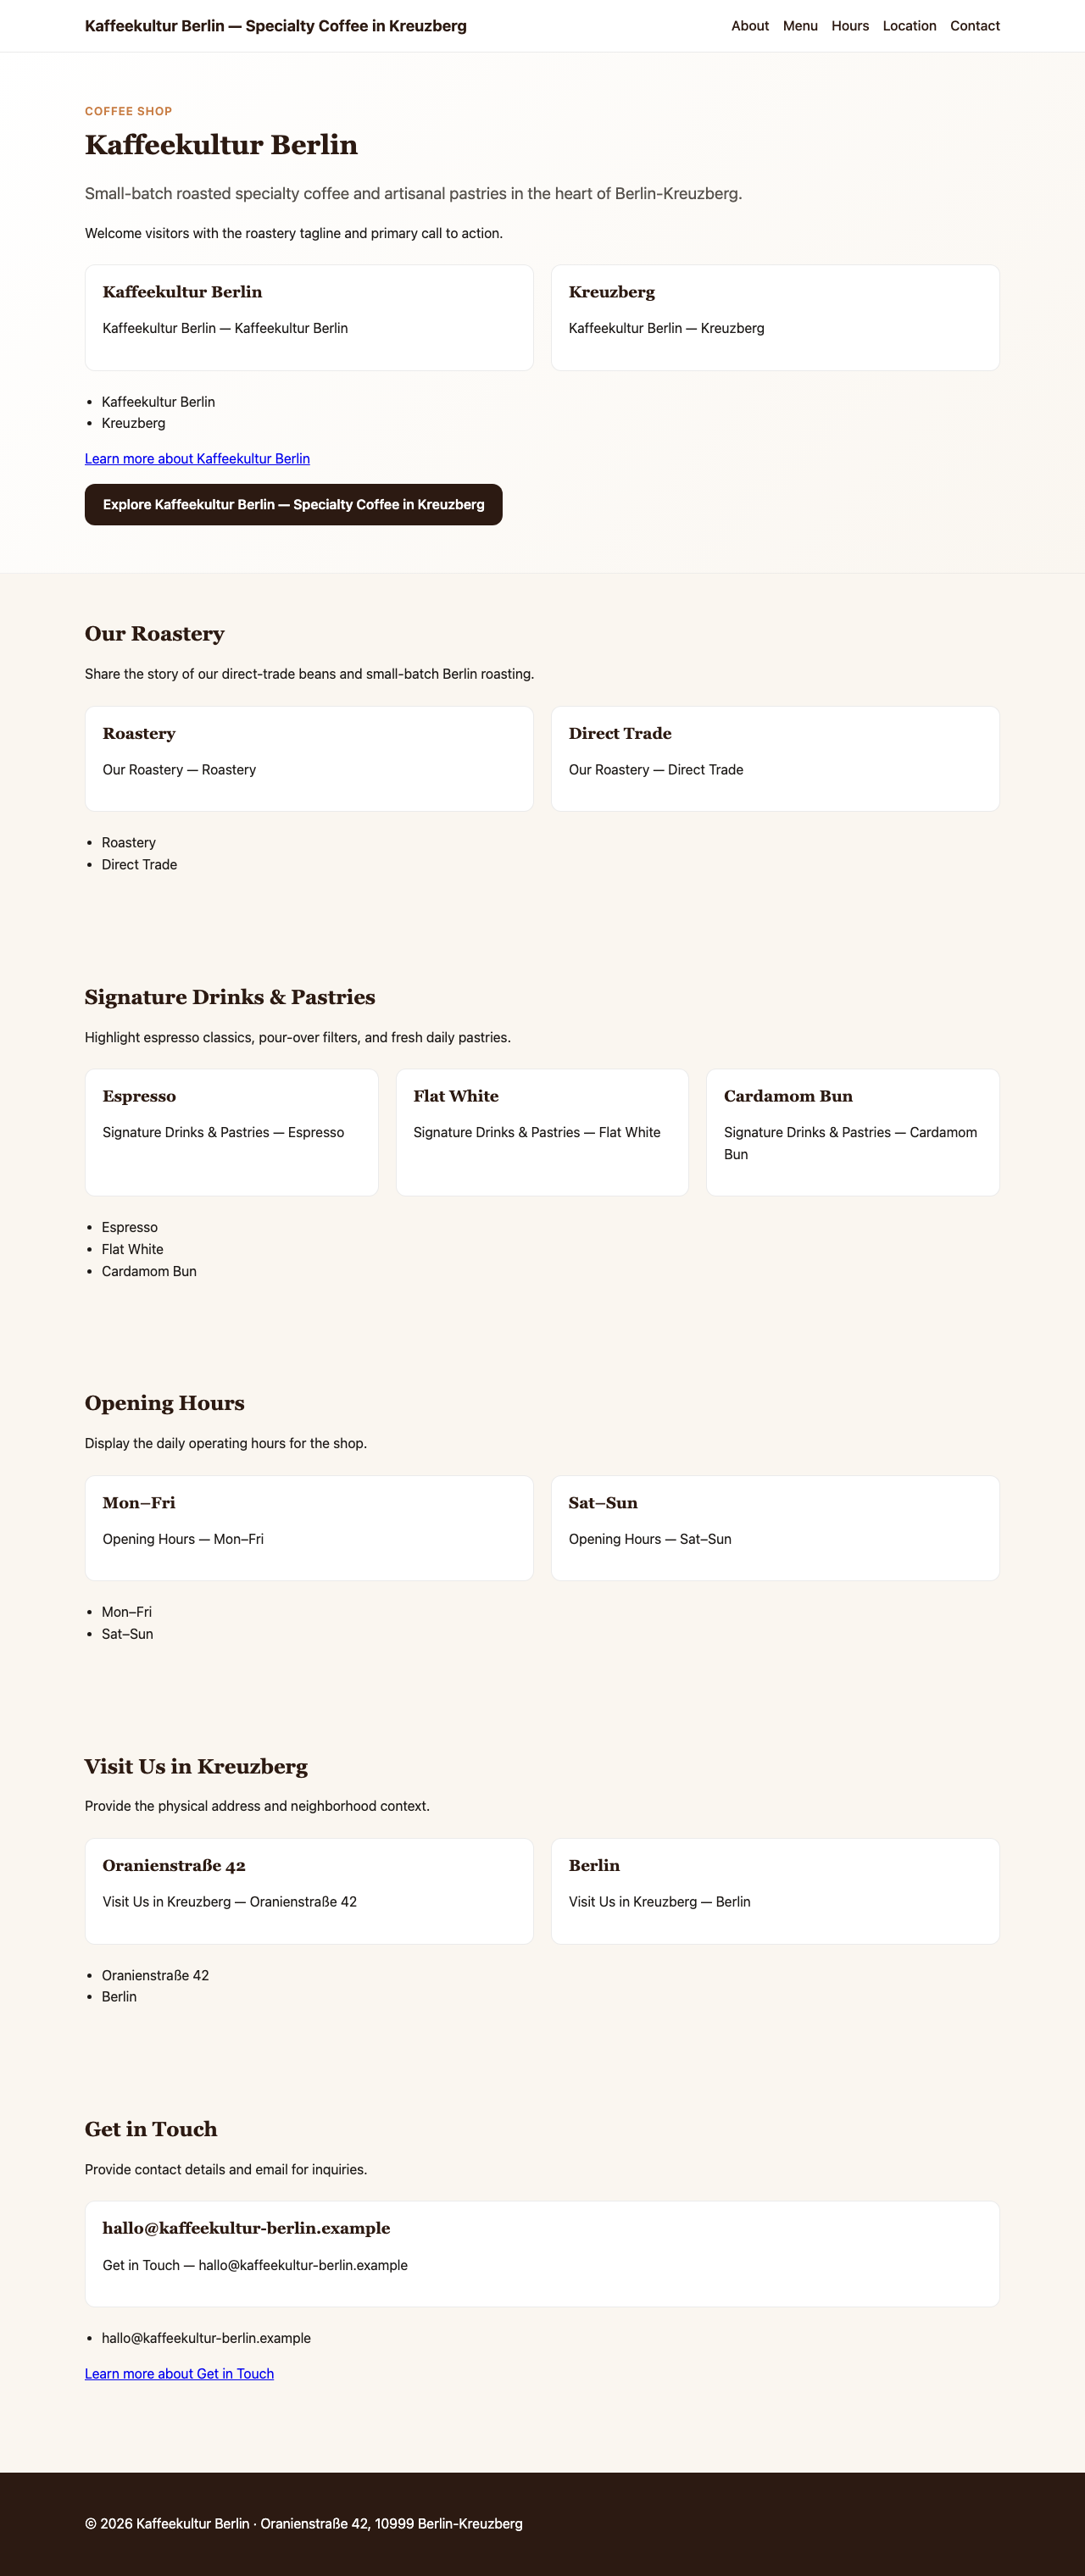 Kaffeekultur Berlin — Specialty Coffee in Kreuzberg
About Menu Hours Location Contact
COFFEE SHOP
Kaffeekultur Berlin
Small-batch roasted specialty coffee and artisanal pastries in the heart of Berlin-Kreuzberg.
Welcome visitors with the roastery tagline and primary call to action.
Kaffeekultur Berlin
Kaffeekultur Berlin — Kaffeekultur Berlin
Kreuzberg
Kaffeekultur Berlin — Kreuzberg
• Kaffeekultur Berlin
• Kreuzberg
Learn more about Kaffeekultur Berlin
Explore Kaffeekultur Berlin — Specialty Coffee in Kreuzberg
Our Roastery
Share the story of our direct-trade beans and small-batch Berlin roasting.
Roastery
Our Roastery — Roastery
Direct Trade
Our Roastery — Direct Trade
• Roastery
• Direct Trade
Signature Drinks & Pastries
Highlight espresso classics, pour-over filters, and fresh daily pastries.
Espresso
Signature Drinks & Pastries — Espresso
Flat White
Signature Drinks & Pastries — Flat White
Cardamom Bun
Signature Drinks & Pastries — Cardamom
Bun
• Espresso
• Flat White
• Cardamom Bun
Opening Hours
Display the daily operating hours for the shop.
Mon–Fri
Opening Hours — Mon–Fri
Sat–Sun
Opening Hours — Sat–Sun
• Mon–Fri
• Sat–Sun
Visit Us in Kreuzberg
Provide the physical address and neighborhood context.
Oranienstraße 42
Visit Us in Kreuzberg — Oranienstraße 42
Berlin
Visit Us in Kreuzberg — Berlin
• Oranienstraße 42
• Berlin
Get in Touch
Provide contact details and email for inquiries.
hallo@kaffeekultur-berlin.example
Get in Touch — hallo@kaffeekultur-berlin.example
• hallo@kaffeekultur-berlin.example
Learn more about Get in Touch
© 2026 Kaffeekultur Berlin · Oranienstraße 42, 10999 Berlin-Kreuzberg